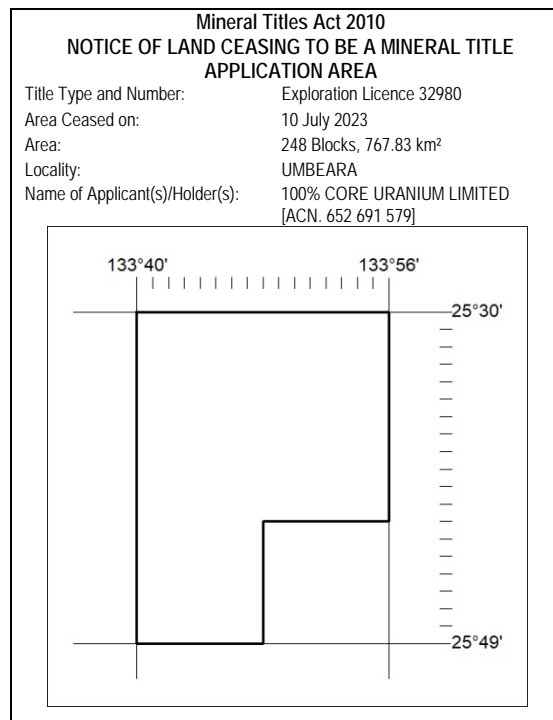 Mineral Titles Act 2010
NOTICE OF LAND CEASING TO BE A MINERAL TITLE
APPLICATION AREA
Title Type and Number: Exploration Licence 32980
Area Ceased on: 10 July 2023
Area: 248 Blocks, 767.83 km²
Locality: UMBEARA
Name of Applicant(s)/Holder(s): 100% CORE URANIUM LIMITED
[ACN. 652 691 579]
133°40' 133°56'
25°30'
25°49'